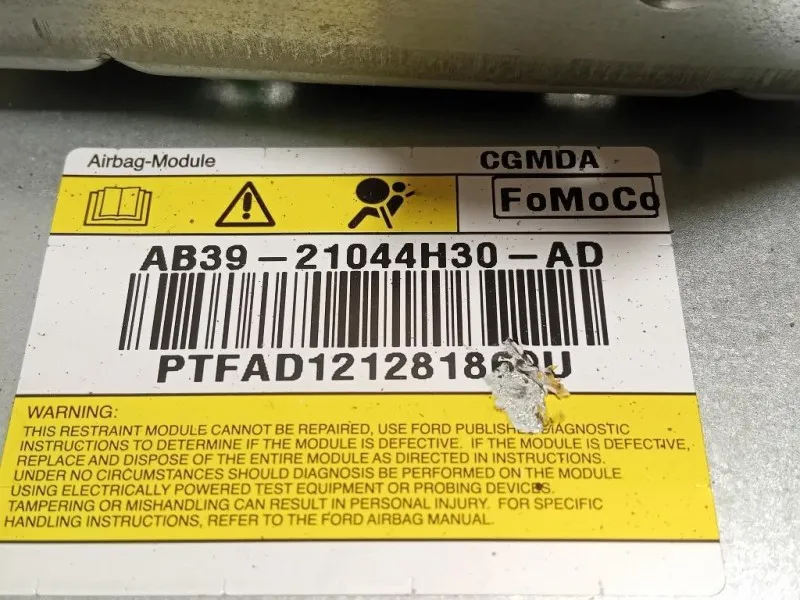 Airbag-Module
CGMDA
FoMoCo
AB39-21044H30-AD
WARNING:
THIS RESTRAINT MODULE CANNOT BE REPAIRED, USE FORD PUBLISHED DIAGNOSTIC
INSTRUCTIONS TO DETERMINE IF THE MODULE IS DEFECTIVE. IF THE MODULE IS DEFECTIVE,
REPLACE AND DISPOSE OF THE ENTIRE MODULE AS DIRECTED IN INSTRUCTIONS.
UNDER NO CIRCUMSTANCES SHOULD DIAGNOSIS BE PERFORMED ON THE MODULE
USING ELECTRICALLY POWERED TEST EQUIPMENT OR PROBING DEVICES.
TAMPERING OR MISHANDLING CAN RESULT IN PERSONAL INJURY. FOR SPECIFIC
HANDLING INSTRUCTIONS, REFER TO THE FORD AIRBAG MANUAL.